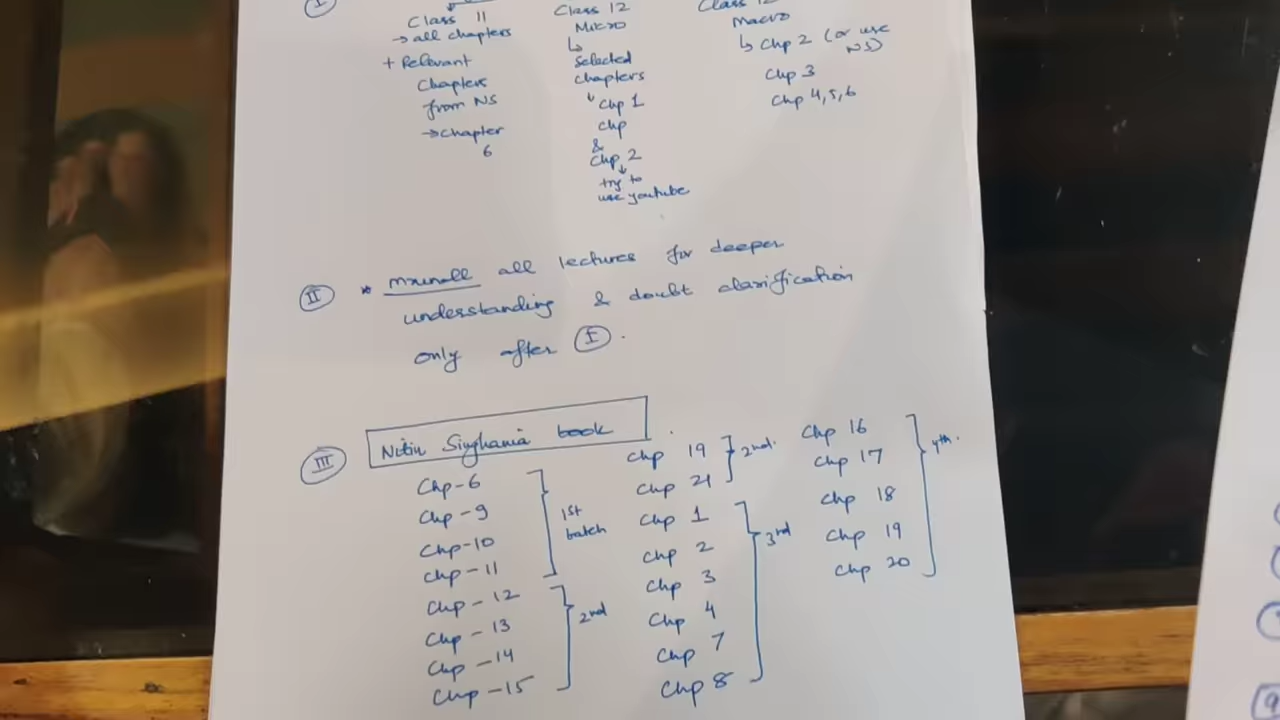 I
Class 11
→ all chapters
+ Relevant
Chapters
from NS
→ Chapter
6
Class 12
Micro
↳
Selected
chapters
↳ Chp 1
chp
&
Chp 2
↓
try to
use youtube
Class 12
Macro
↳ Chp 2 (or use
NS)
Chp 3
Chp 4,5,6
II * Mrunall all lectures for deeper
understanding & doubt clarification
only after I.
III Nitin Singhania book
Chp-6
Chp-9
Chp-10
Chp-11
1st
batch
Chp-12
Chp-13
Chp-14
Chp-15
2nd
Chp 19
Chp 21
2nd.
Chp 1
Chp 2
Chp 3
Chp 4
Chp 7
Chp 8
3rd
Chp 16
Chp 17
Chp 18
Chp 19
Chp 20
4th.